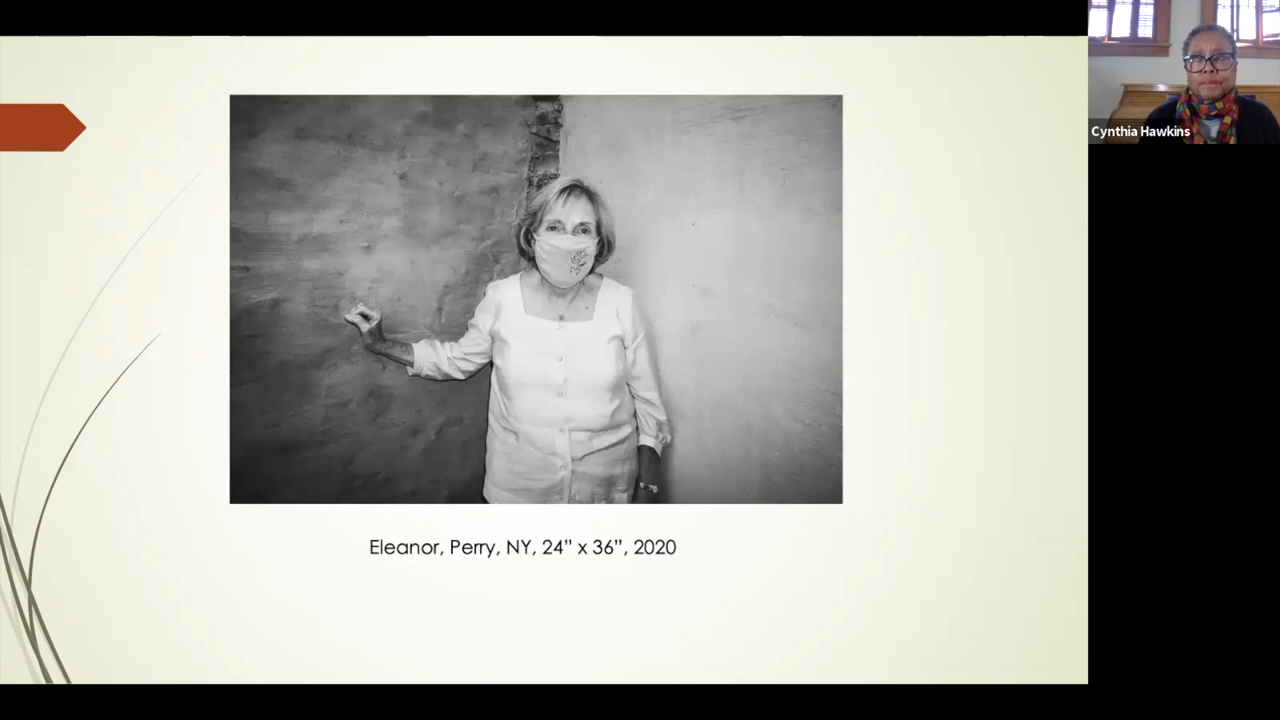 Cynthia Hawkins
Eleanor, Perry, NY, 24” x 36”, 2020